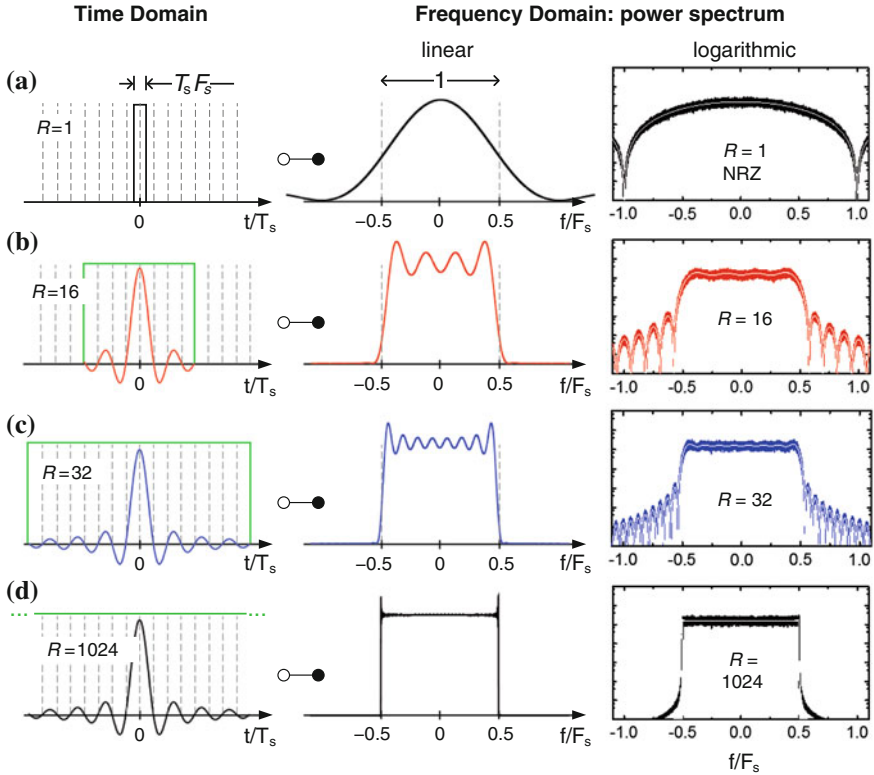 Time Domain
Frequency Domain: power spectrum
linear
logarithmic
(a)
TₛFₛ
R=1
0
t/Tₛ
1
−0.5 0 0.5 f/Fₛ
R = 1
NRZ
-1.0 -0.5 0.0 0.5 1.0
(b)
R=16
0
t/Tₛ
−0.5 0 0.5 f/Fₛ
R = 16
-1.0 -0.5 0.0 0.5 1.0
(c)
R=32
0
t/Tₛ
−0.5 0 0.5 f/Fₛ
R = 32
-1.0 -0.5 0.0 0.5 1.0
(d)
... ...
R=1024
0
t/Tₛ
−0.5 0 0.5 f/Fₛ
R =
1024
-1.0 -0.5 0.0 0.5 1.0
f/Fₛ